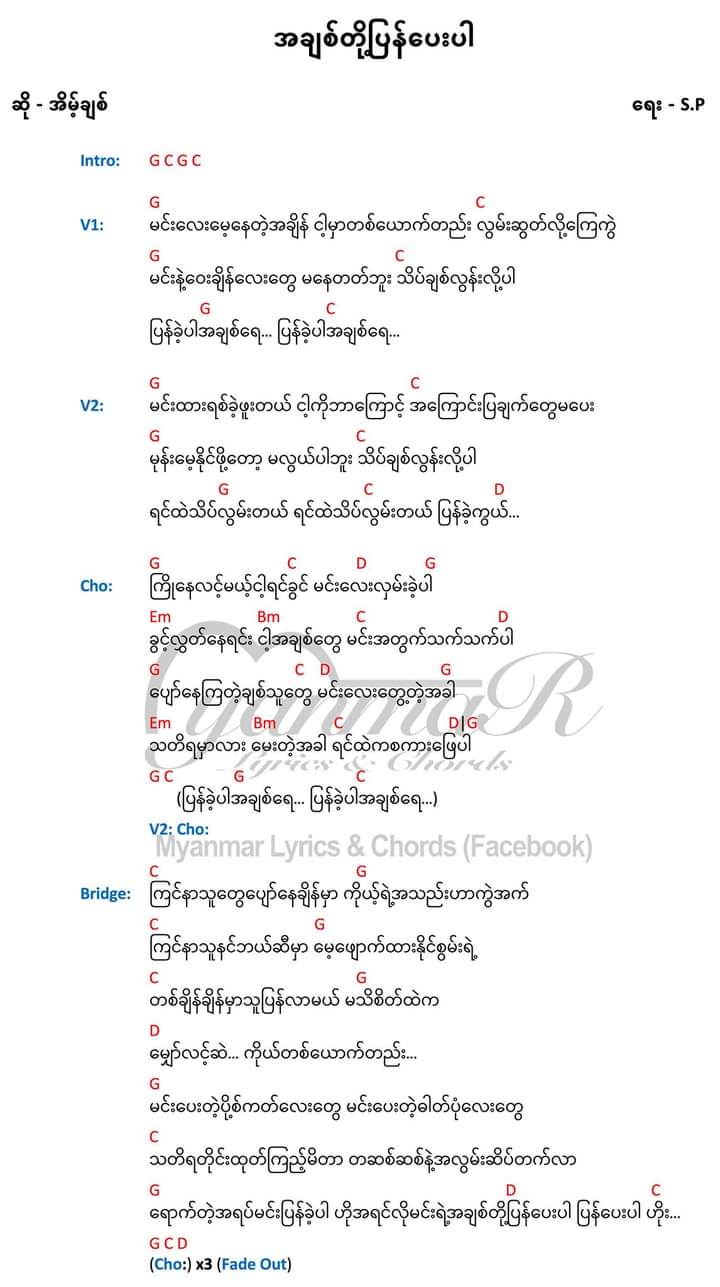 အချစ်တို့ပြန်ပေးပါ
ဆို - အိမ့်ချစ် ရေး - S.P
Intro: G C G C
G C
V1: မင်းလေးမေ့နေတဲ့အချိန် ငါ့မှာတစ်ယောက်တည်း လွမ်းဆွတ်လို့ကြေကွဲ
G C
မင်းနဲ့ဝေးချိန်လေးတွေ မနေတတ်ဘူး သိပ်ချစ်လွန်းလို့ပါ
G C
ပြန်ခဲ့ပါအချစ်ရေ... ပြန်ခဲ့ပါအချစ်ရေ...
G C
V2: မင်းထားရစ်ခဲ့ဖူးတယ် ငါ့ကိုဘာကြောင့် အကြောင်းပြချက်တွေမပေး
G C
မုန်းမေ့နိုင်ဖို့တော့ မလွယ်ပါဘူး သိပ်ချစ်လွန်းလို့ပါ
G C D
ရင်ထဲသိပ်လွမ်းတယ် ရင်ထဲသိပ်လွမ်းတယ် ပြန်ခဲ့ကွယ်...
G C D G
Cho: ကြိုနေလင့်မယ့်ငါ့ရင်ခွင် မင်းလေးလှမ်းခဲ့ပါ
Em Bm C D
ခွင့်လွှတ်နေရင်း ငါ့အချစ်တွေ မင်းအတွက်သက်သက်ပါ
G C D G
ပျော်နေကြတဲ့ချစ်သူတွေ မင်းလေးတွေ့တဲ့အခါ
Em Bm C D|G
သတိရမှာလား မေးတဲ့အခါ ရင်ထဲကစကားဖြေပါ
G C G C
(ပြန်ခဲ့ပါအချစ်ရေ... ပြန်ခဲ့ပါအချစ်ရေ...)
V2: Cho:
MyanmaR
Lyrics & Chords
Myanmar Lyrics & Chords (Facebook)
C G
Bridge: ကြင်နာသူတွေပျော်နေချိန်မှာ ကိုယ့်ရဲ့အသည်းဟာကွဲအက်
C G
ကြင်နာသူနင်ဘယ်ဆီမှာ မေ့ဖျောက်ထားနိုင်စွမ်းရဲ့
C G
တစ်ချိန်ချိန်မှာသူပြန်လာမယ် မသိစိတ်ထဲက
D
မျှော်လင့်ဆဲ... ကိုယ်တစ်ယောက်တည်း...
G
မင်းပေးတဲ့ပို့စ်ကတ်လေးတွေ မင်းပေးတဲ့ဓါတ်ပုံလေးတွေ
C
သတိရတိုင်းထုတ်ကြည့်မိတာ တဆစ်ဆစ်နဲ့အလွမ်းဆိပ်တက်လာ
G D C
ရောက်တဲ့အရပ်မင်းပြန်ခဲ့ပါ ဟိုအရင်လိုမင်းရဲ့အချစ်တို့ပြန်ပေးပါ ပြန်ပေးပါ ဟိုး...
G C D
(Cho:) x3 (Fade Out)